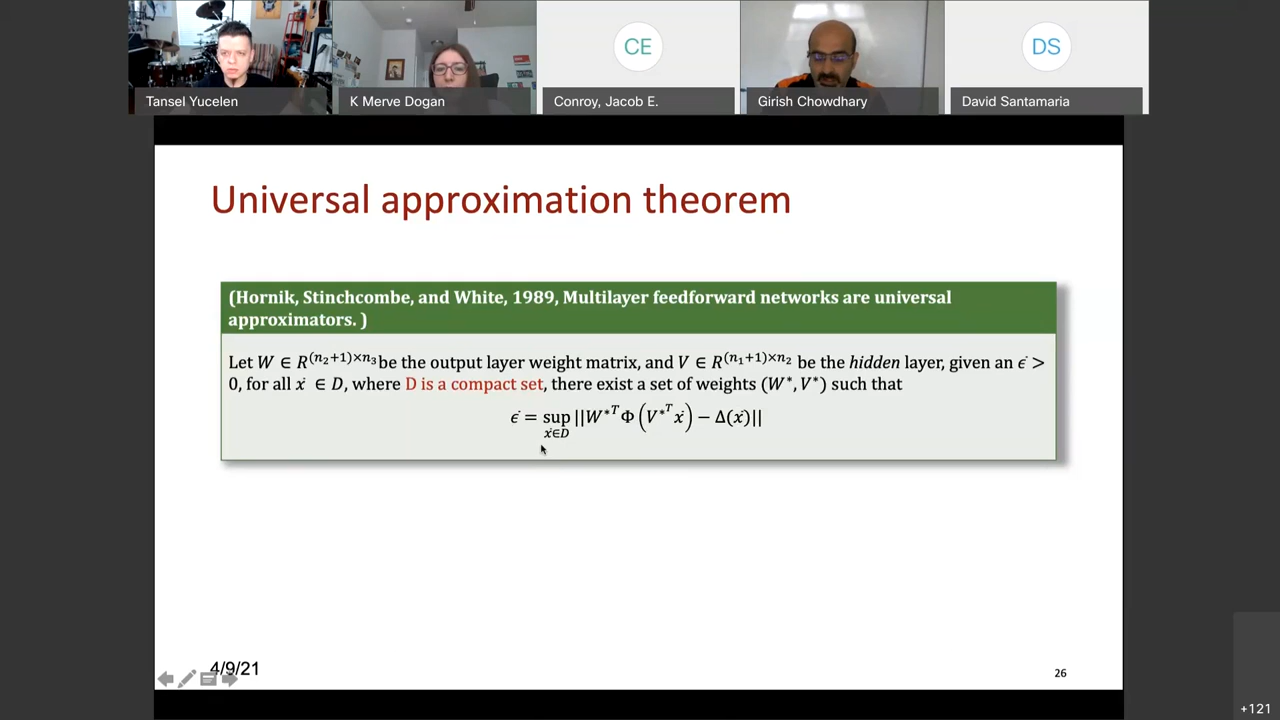 CE
DS
Tansel Yucelen
K Merve Dogan
Conroy, Jacob E.
Girish Chowdhary
David Santamaria
Universal approximation theorem
(Hornik, Stinchcombe, and White, 1989, Multilayer feedforward networks are universal
approximators. )
Let W ∈ R^{(n₂+1)×n₃}be the output layer weight matrix, and V ∈ R^{(n₁+1)×n₂} be the hidden layer, given an ϵ̄ >
0, for all x̄ ∈ D, where D is a compact set, there exist a set of weights (W*, V*) such that
ϵ̄ = sup_{x̄∈D} ||W*ᵀ Φ (V*ᵀ x̄) − Δ(x̄)||
4/9/21
26
+121